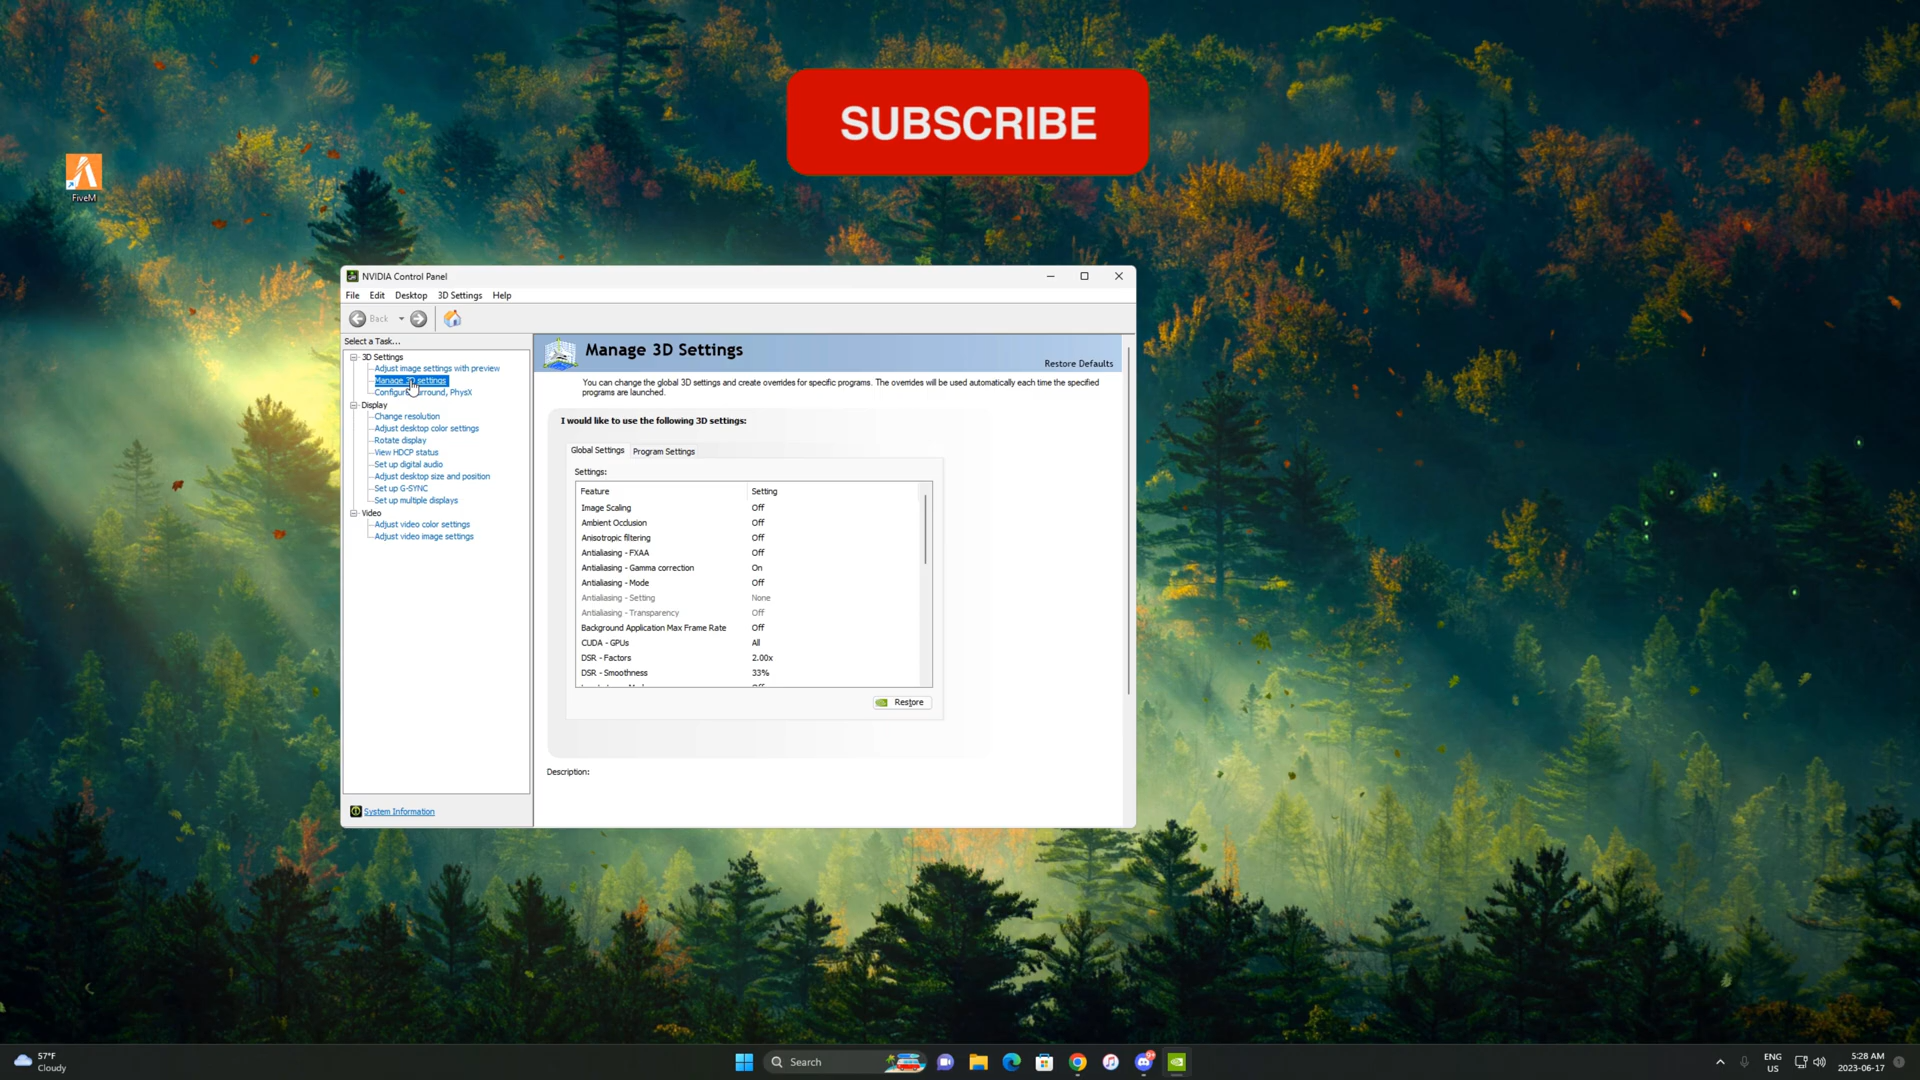 SUBSCRIBE
FiveM
NVIDIA Control Panel
File Edit Desktop 3D Settings Help
Back
Select a Task...
3D Settings
Adjust image settings with preview
Manage 3D settings
Configure Surround, PhysX
Display
Change resolution
Adjust desktop color settings
Rotate display
View HDCP status
Set up digital audio
Adjust desktop size and position
Set up G-SYNC
Set up multiple displays
Video
Adjust video color settings
Adjust video image settings
System Information
Manage 3D Settings
Restore Defaults
You can change the global 3D settings and create overrides for specific programs. The overrides will be used automatically each time the specified
programs are launched.
I would like to use the following 3D settings:
Global Settings Program Settings
Settings:
Feature Setting
Image Scaling Off
Ambient Occlusion Off
Anisotropic filtering Off
Antialiasing - FXAA Off
Antialiasing - Gamma correction On
Antialiasing - Mode Off
Antialiasing - Setting None
Antialiasing - Transparency Off
Background Application Max Frame Rate Off
CUDA - GPUs All
DSR - Factors 2.00x
DSR - Smoothness 33%
Restore
Description:
57°F
Cloudy
Search
ENG
US
5:28 AM
2023-06-17